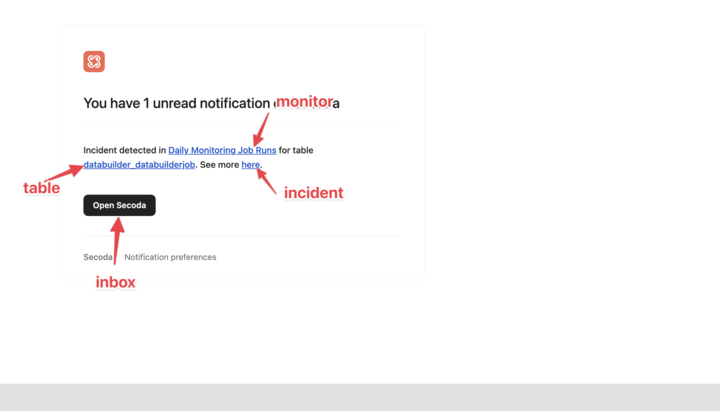 You have 1 unread notification a
monitor
Incident detected in Daily Monitoring Job Runs for table
databuilder_databuilderjob. See more here.
table
incident
Open Secoda
Secoda Notification preferences
inbox